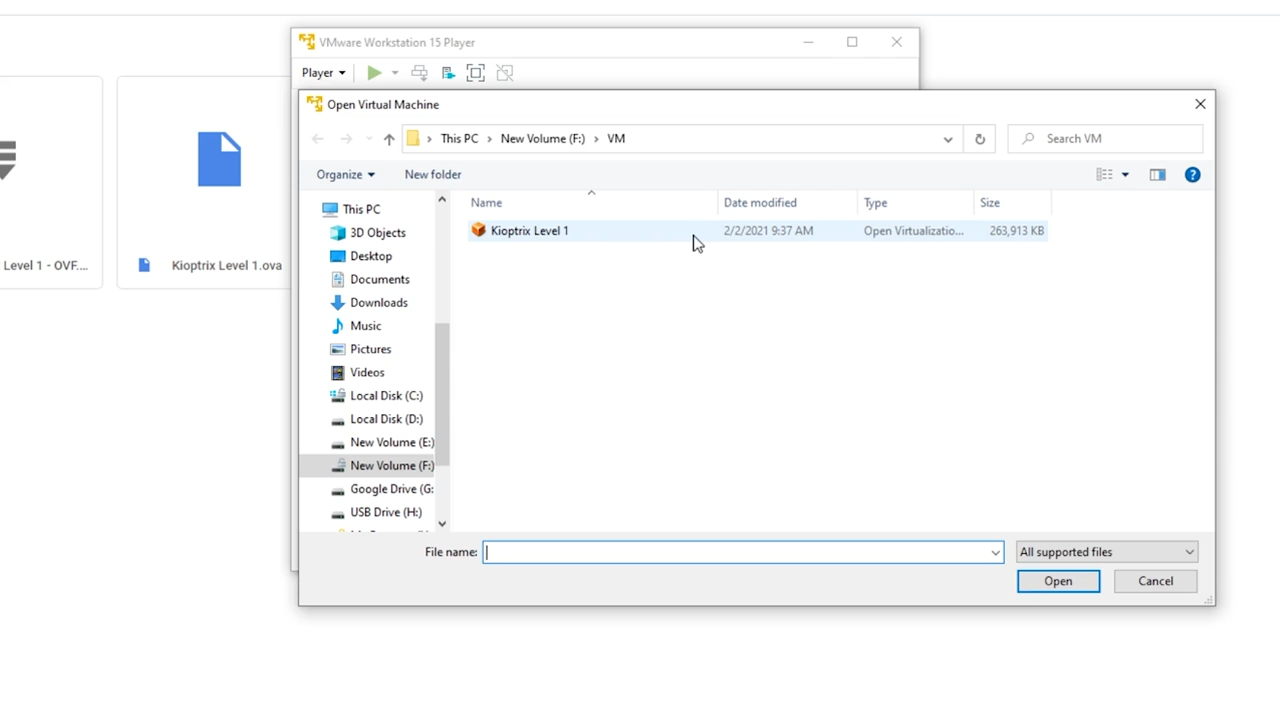 VMware Workstation 15 Player
Player
Open Virtual Machine
This PC > New Volume (F:) > VM
Search VM
Organize
New folder
Name
Date modified
Type
Size
Kioptrix Level 1
2/2/2021 9:37 AM
Open Virtualizatio...
263,913 KB
This PC
3D Objects
Desktop
Documents
Downloads
Music
Pictures
Videos
Local Disk (C:)
Local Disk (D:)
New Volume (E:)
New Volume (F:)
Google Drive (G:
USB Drive (H:)
File name:
All supported files
Open
Cancel
Level 1 - OVF....
Kioptrix Level 1.ova